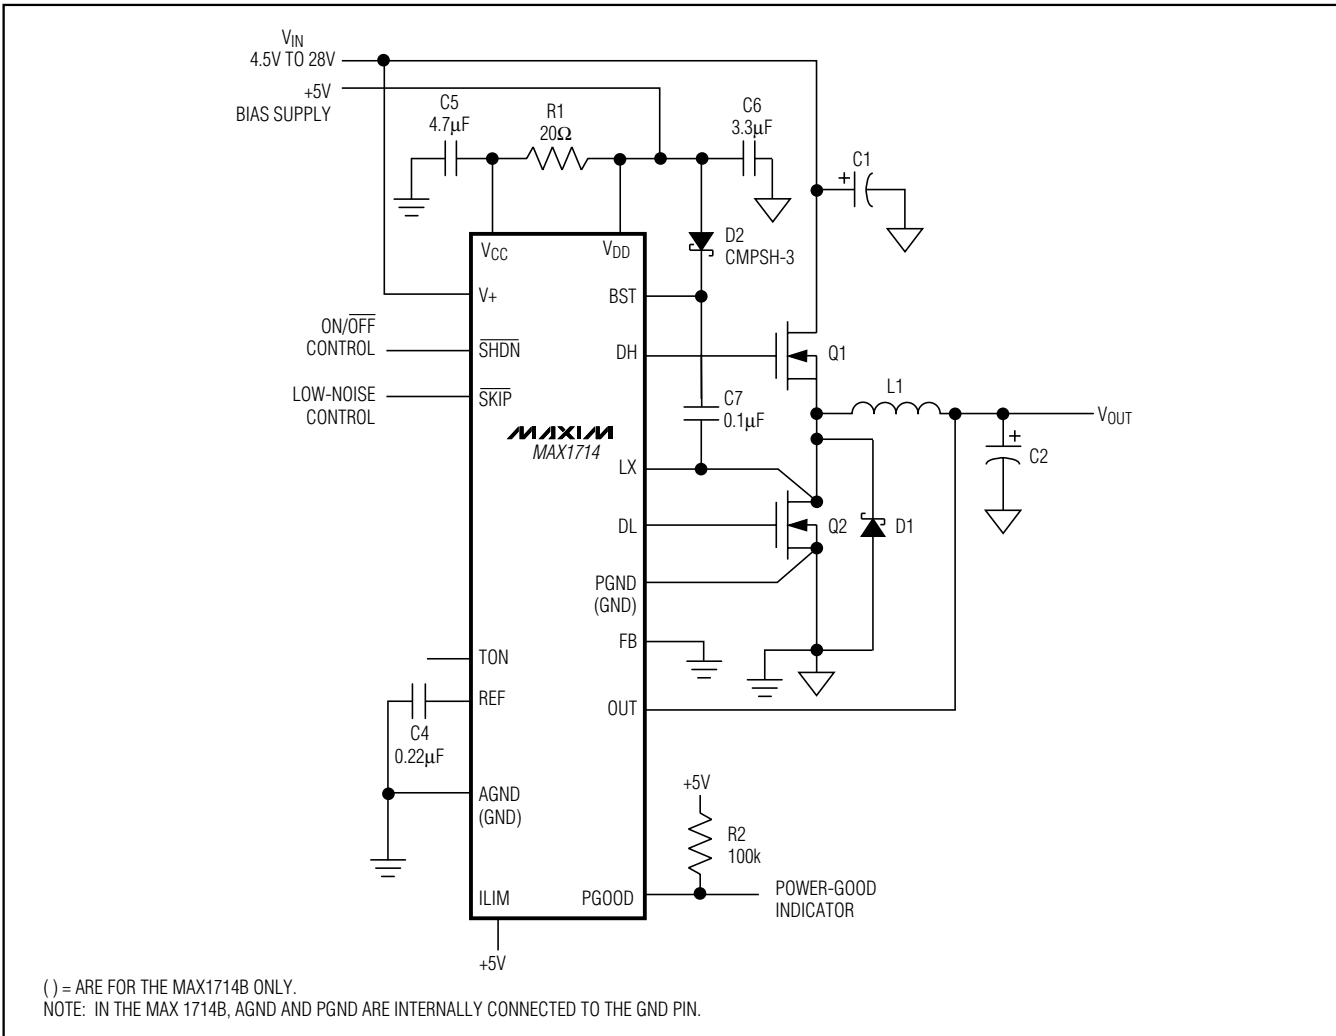 VIN
4.5V TO 28V
+5V
BIAS SUPPLY
C5
4.7µF
R1
20Ω
C6
3.3µF
C1
+
D2
CMPSH-3
VCC
VDD
V+
BST
ON/OFF
CONTROL
SHDN
DH
Q1
LOW-NOISE
CONTROL
SKIP
C7
0.1µF
L1
VOUT
MAXIM
MAX1714
LX
+
C2
DL
Q2
D1
PGND
(GND)
FB
TON
REF
OUT
C4
0.22µF
AGND
(GND)
+5V
R2
100k
ILIM
PGOOD
POWER-GOOD
INDICATOR
+5V
( ) = ARE FOR THE MAX1714B ONLY.
NOTE: IN THE MAX 1714B, AGND AND PGND ARE INTERNALLY CONNECTED TO THE GND PIN.